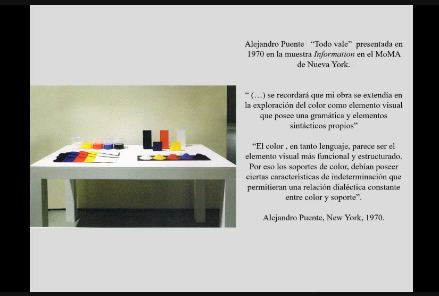 Alejandro Puente   “Todo vale”  presentada en
1970 en la muestra Information en el MoMA
de Nueva York.
“ (…) se recordará que mi obra se extendía en
la exploración del color como elemento visual
que posee una gramática y elementos
sintácticos propios”
“El color , en tanto lenguaje, parece ser el
elemento visual más funcional y estructurado.
Por eso los soportes de color, debían poseer
ciertas características de indeterminación que
permitieran una relación dialéctica constante
entre color y soporte”.
Alejandro Puente, New York, 1970.